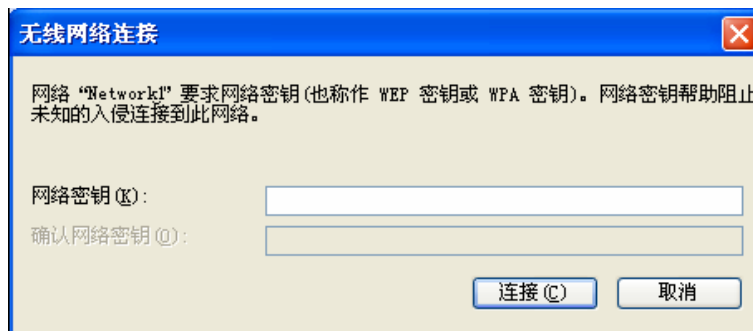 无线网络连接
网络“Network1”要求网络密钥(也称作 WEP 密钥或 WPA 密钥)。网络密钥帮助阻止
未知的入侵连接到此网络。
网络密钥(K):
确认网络密钥(O):
连接(C)
取消